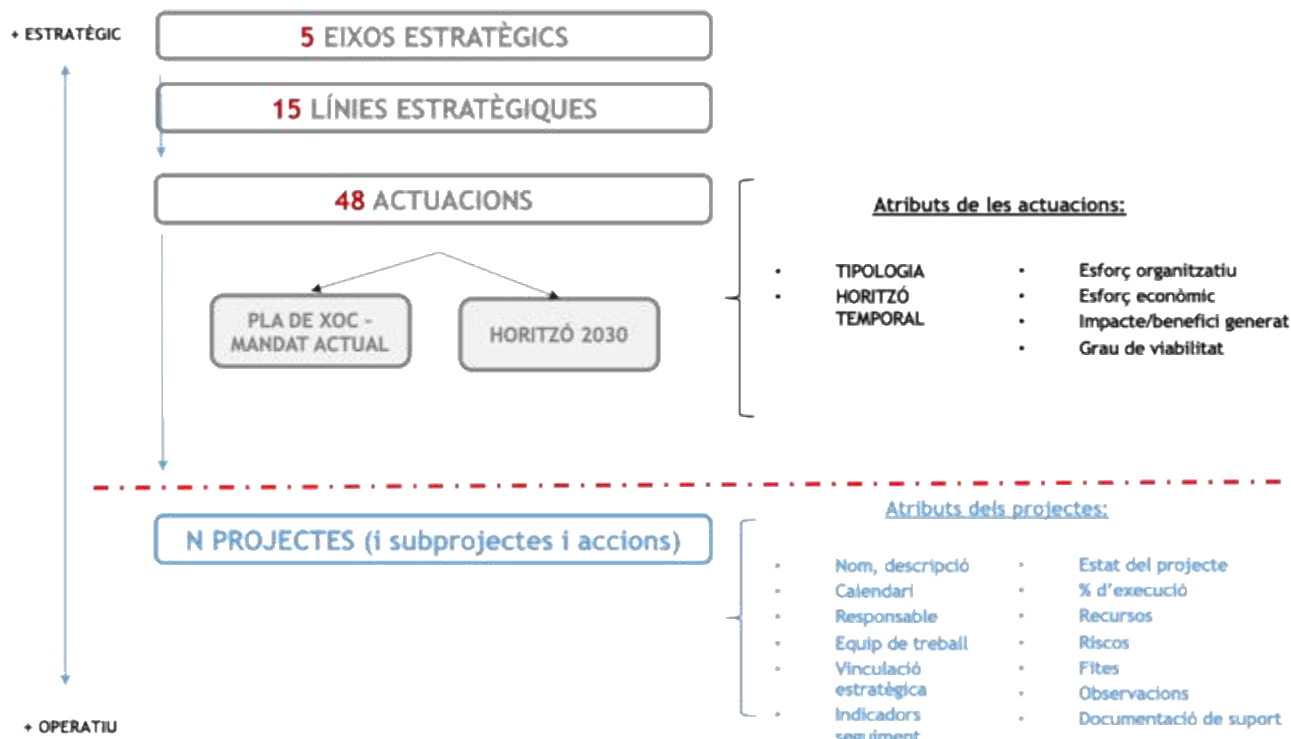 + ESTRATÈGIC
5 EIXOS ESTRATÈGICS
15 LÍNIES ESTRATÈGIQUES
48 ACTUACIONS
PLA DE XOC -
MANDAT ACTUAL
HORITZÓ 2030
Atributs de les actuacions:
• TIPOLOGIA
• HORITZÓ
TEMPORAL
• Esforç organitzatiu
• Esforç econòmic
• Impacte/benefici generat
• Grau de viabilitat
N PROJECTES (i subprojectes i accions)
Atributs dels projectes:
• Nom, descripció
• Calendari
• Responsable
• Equip de treball
• Vinculació
estratègica
• Indicadors
seguiment
• Estat del projecte
• % d'execució
• Recursos
• Riscos
• Fites
• Observacions
• Documentació de suport
+ OPERATIU